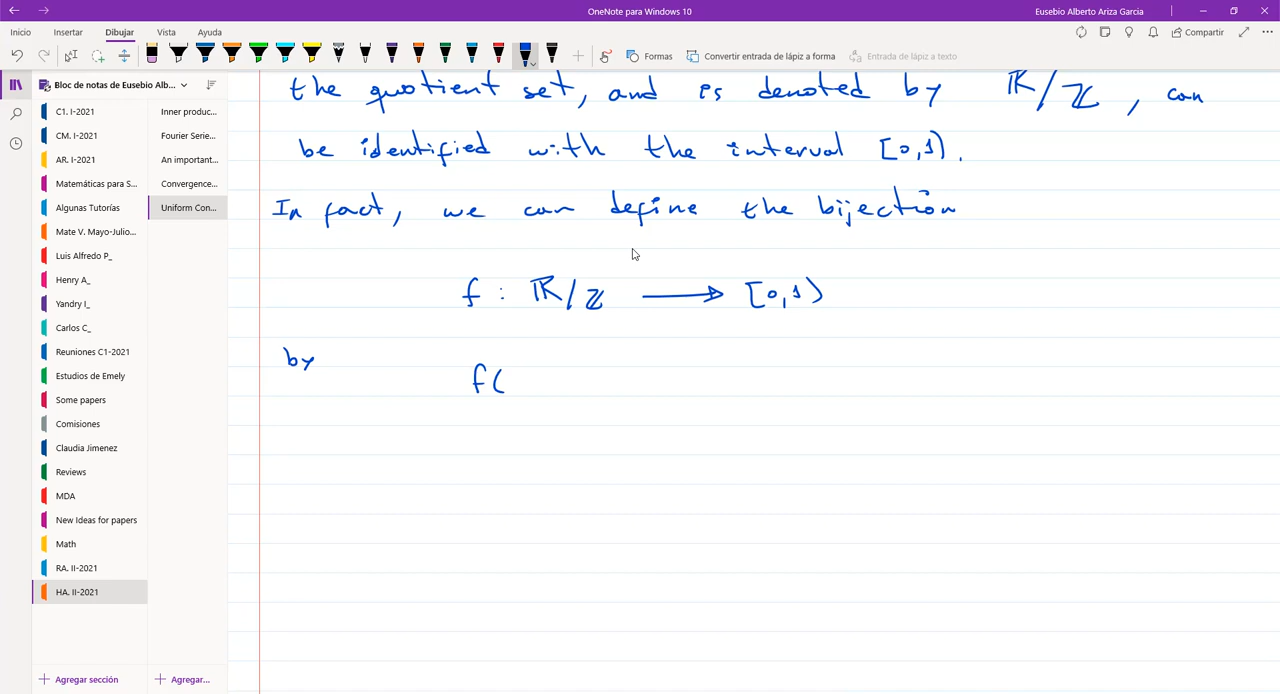 OneNote para Windows 10
Eusebio Alberto Ariza Garcia
Inicio
Insertar
Dibujar
Vista
Ayuda
Compartir
Formas
Convertir entrada de lápiz a forma
Entrada de lápiz a texto
Bloc de notas de Eusebio Alb...
C1. I-2021
CM. I-2021
AR. I-2021
Matemáticas para S...
Algunas Tutorías
Mate V. Mayo-Julio...
Luis Alfredo P_
Henry A_
Yandry I_
Carlos C_
Reuniones C1-2021
Estudios de Emely
Some papers
Comisiones
Claudia Jimenez
Reviews
MDA
New Ideas for papers
Math
RA. II-2021
HA. II-2021
Agregar sección
Inner produc...
Fourier Serie...
An important...
Convergence...
Uniform Con...
Agregar...
the quotient set, and is denoted by ℝ/ℤ, can
be identified with the interval [0,1).
In fact, we can define the bijection
f : ℝ/ℤ ⟶ [0,1)
by
f(